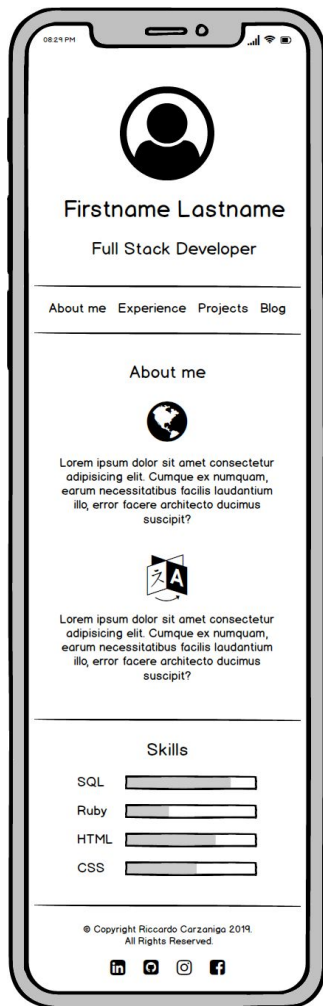 08:29 PM
Firstname Lastname
Full Stack Developer
About me Experience Projects Blog
About me
Lorem ipsum dolor sit amet consectetur
adipisicing elit. Cumque ex numquam,
earum necessitatibus facilis laudantium
illo, error facere architecto ducimus
suscipit?
A
Lorem ipsum dolor sit amet consectetur
adipisicing elit. Cumque ex numquam,
earum necessitatibus facilis laudantium
illo, error facere architecto ducimus
suscipit?
Skills
SQL
Ruby
HTML
CSS
© Copyright Riccardo Carzaniga 2019.
All Rights Reserved.
in
f